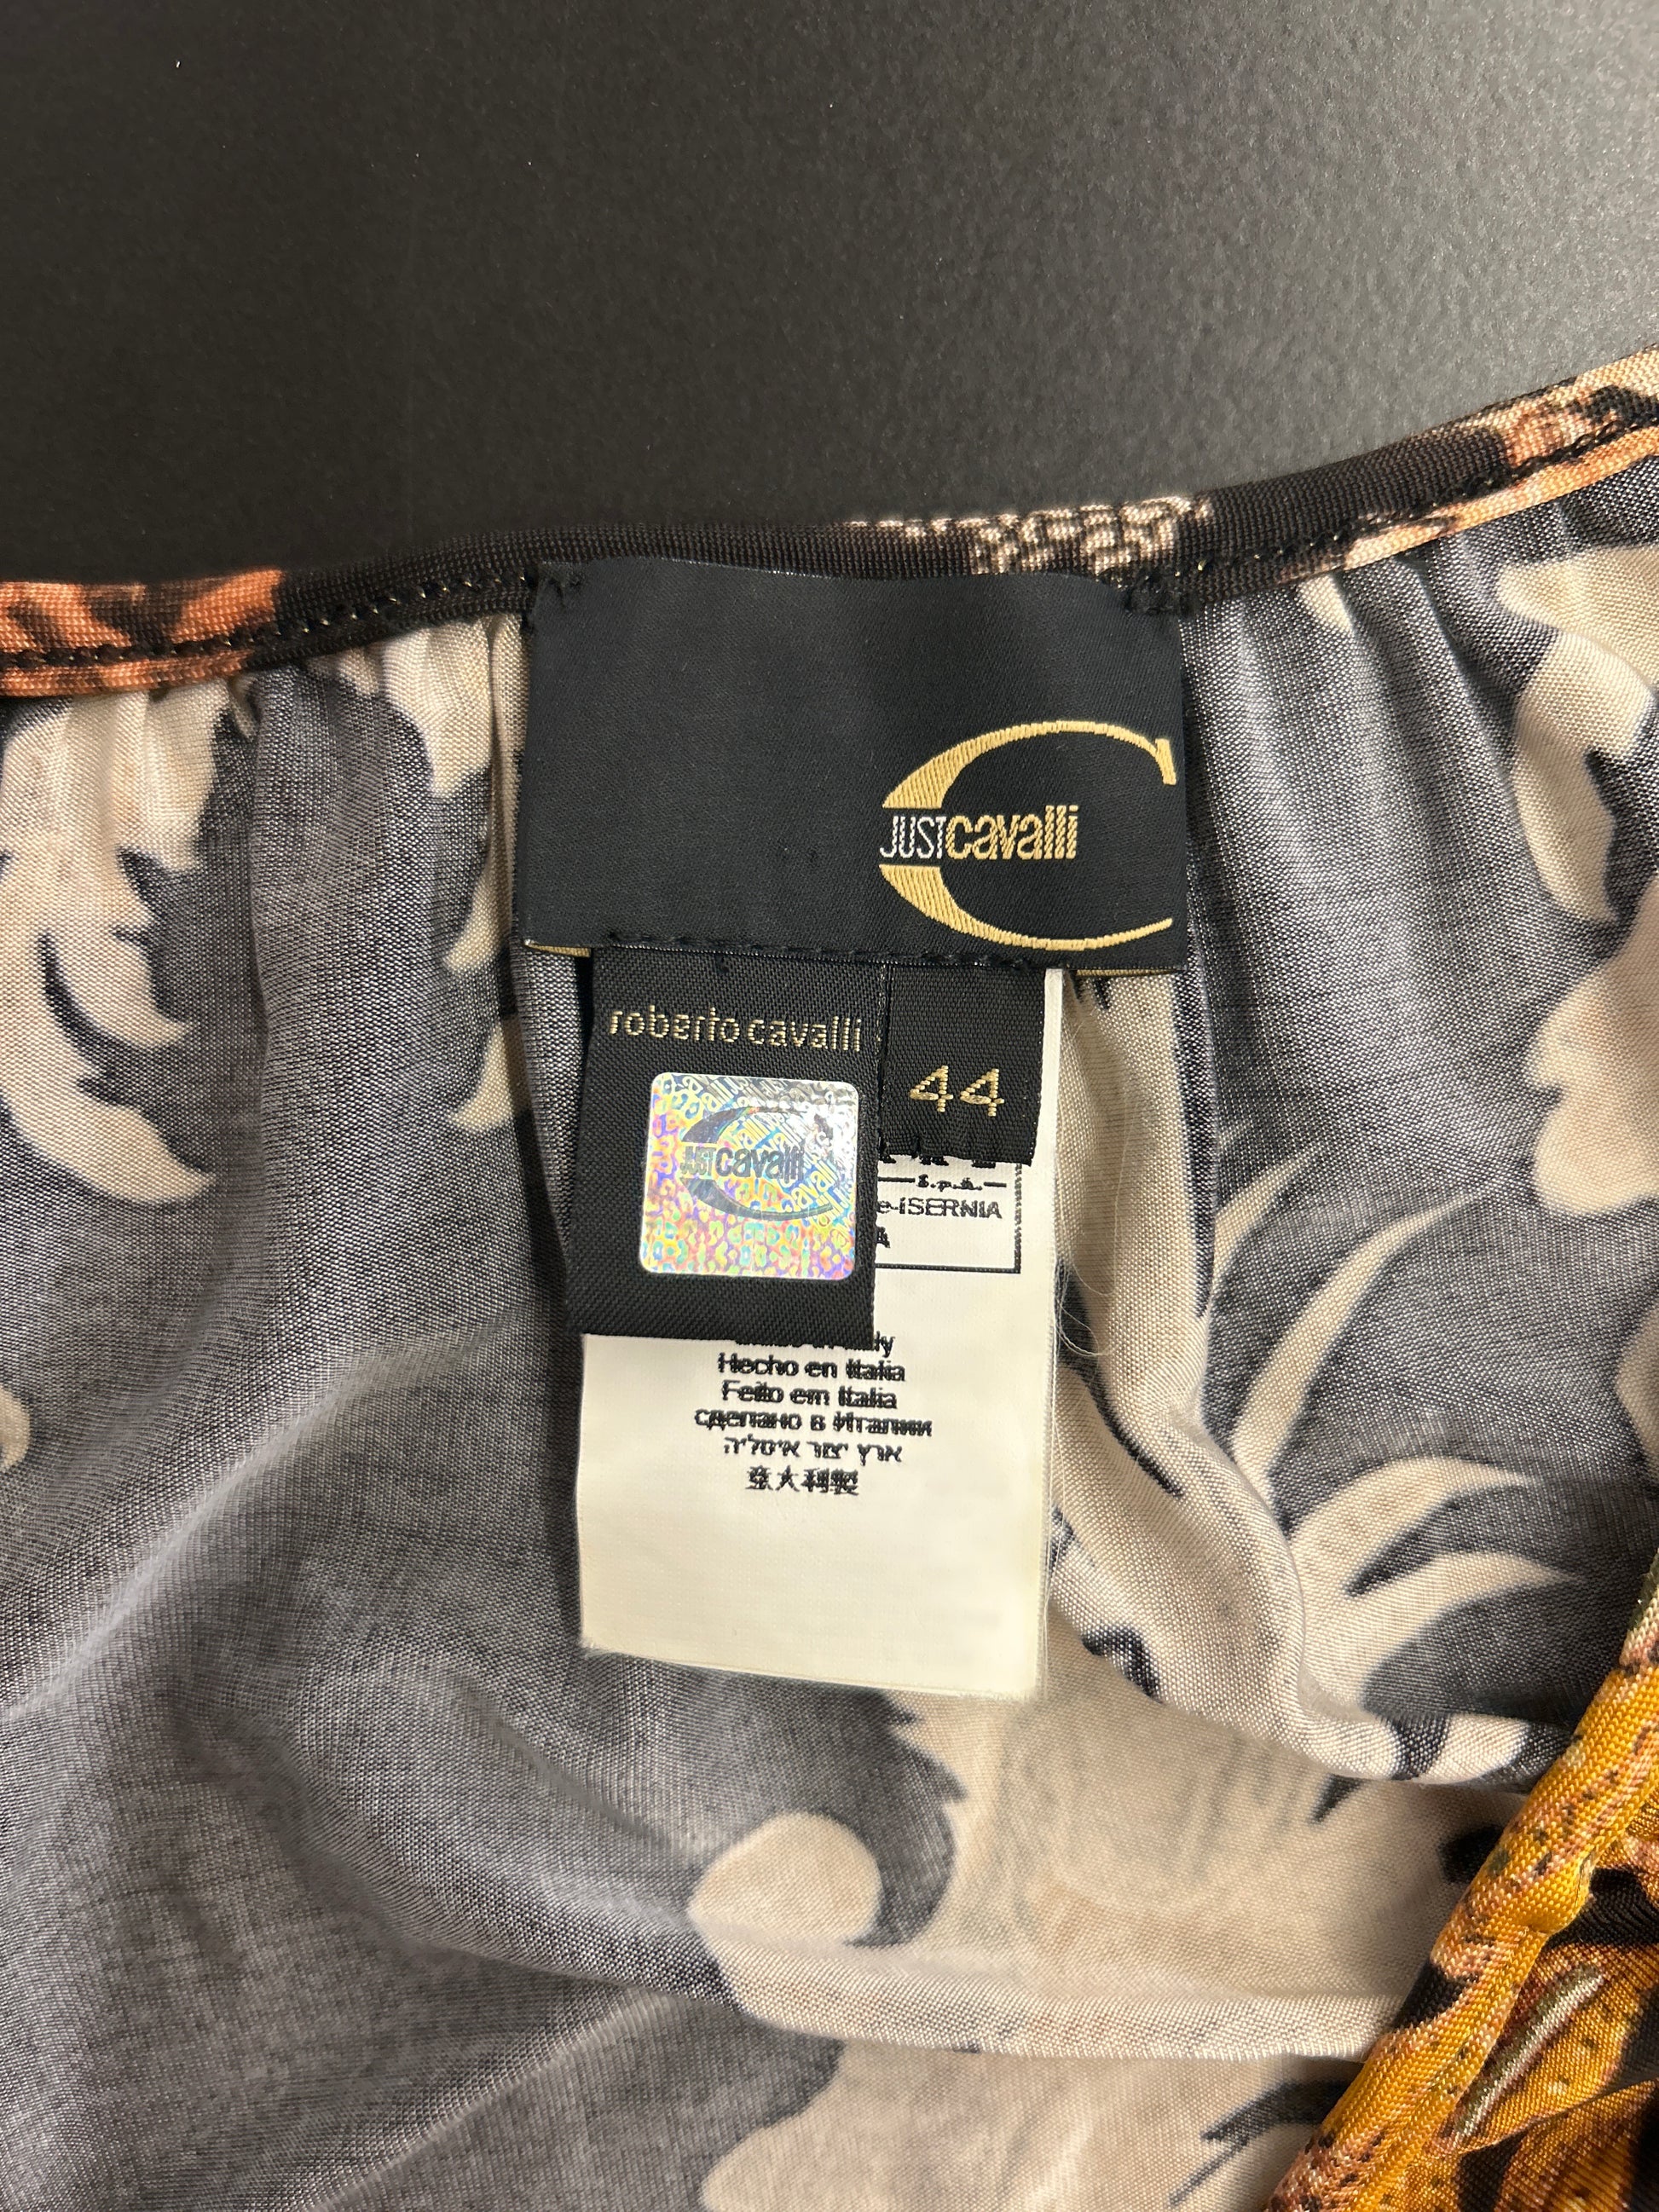 JUST cavalli
roberto cavalli
44
JUST cavalli
S.p.A.
e-ISERNIA
Hecho en Italia
Feito em Italia
сделано в Италии
ארץ יצור איטליה
意大利製